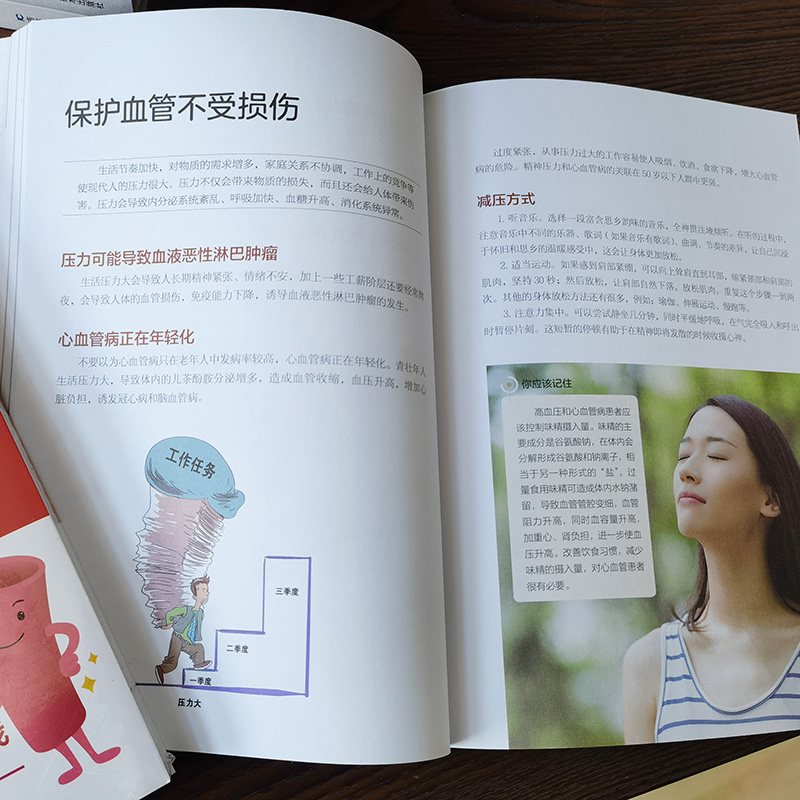 保护血管不受损伤
生活节奏加快，对物质的需求增多，家庭关系不协调，工作上的竞争等
使现代人的压力很大。压力不仅会带来物质的损失，而且还会给人体带来伤
害。压力会导致内分泌系统紊乱、呼吸加快、血糖升高、消化系统异常。
压力可能导致血液恶性淋巴肿瘤
生活压力大会导致人长期精神紧张、情绪不安，加上一些工薪阶层还要经常熬
夜，会导致人体的血管损伤，免疫能力下降，诱导血液恶性淋巴肿瘤的发生。
心血管病正在年轻化
不要以为心血管病只在老年人中发病率较高，心血管病正在年轻化。青壮年人
生活压力大，导致体内的儿茶酚胺分泌增多，造成血管收缩，血压升高，增加心
脏负担，诱发冠心病和脑血管病。
工作任务
三季度
二季度
一季度
压力大
过度紧张，从事压力过大的工作容易使人吸烟、饮酒、食欲下降，增大心血管
病的危险。精神压力和心血管病的关联在50岁以下人群中更强。
减压方式
1. 听音乐。选择一段富含思乡韵味的音乐，全神贯注地倾听。在听的过程中，
注意音乐中不同的乐器、歌词（如果音乐有歌词）、曲调、节奏的差异，让自己沉浸
于怀旧和思乡的温暖感受中，这会让身体更加放松。
2. 适当运动。如果感到肩部紧绷，可以向上耸肩直到耳部，缩紧颈部和肩部的
肌肉，坚持30秒；然后放松，让肩部自然下落，放松肌肉。重复这个步骤一到两
次。其他的身体放松方法还有很多，例如：瑜伽、伸展运动、慢跑等。
3. 注意力集中。可以尝试静坐几分钟，同时平缓地呼吸，在气完全吸入和呼出
时暂停片刻。这短暂的停顿有助于在精神即将发散的时候收摄心神。
你应该记住
高血压和心血管病患者应
该控制味精摄入量。味精的主
要成分是谷氨酸钠，在体内会
分解形成谷氨酸和钠离子，相
当于另一种形式的“盐”，过
量食用味精可造成体内水钠潴
留，导致血管管腔变细，血管
阻力升高，同时血容量升高，
加重心、肾负担，进一步使血
压升高。改善饮食习惯，减少
味精的摄入量，对心血管患者
很有必要。